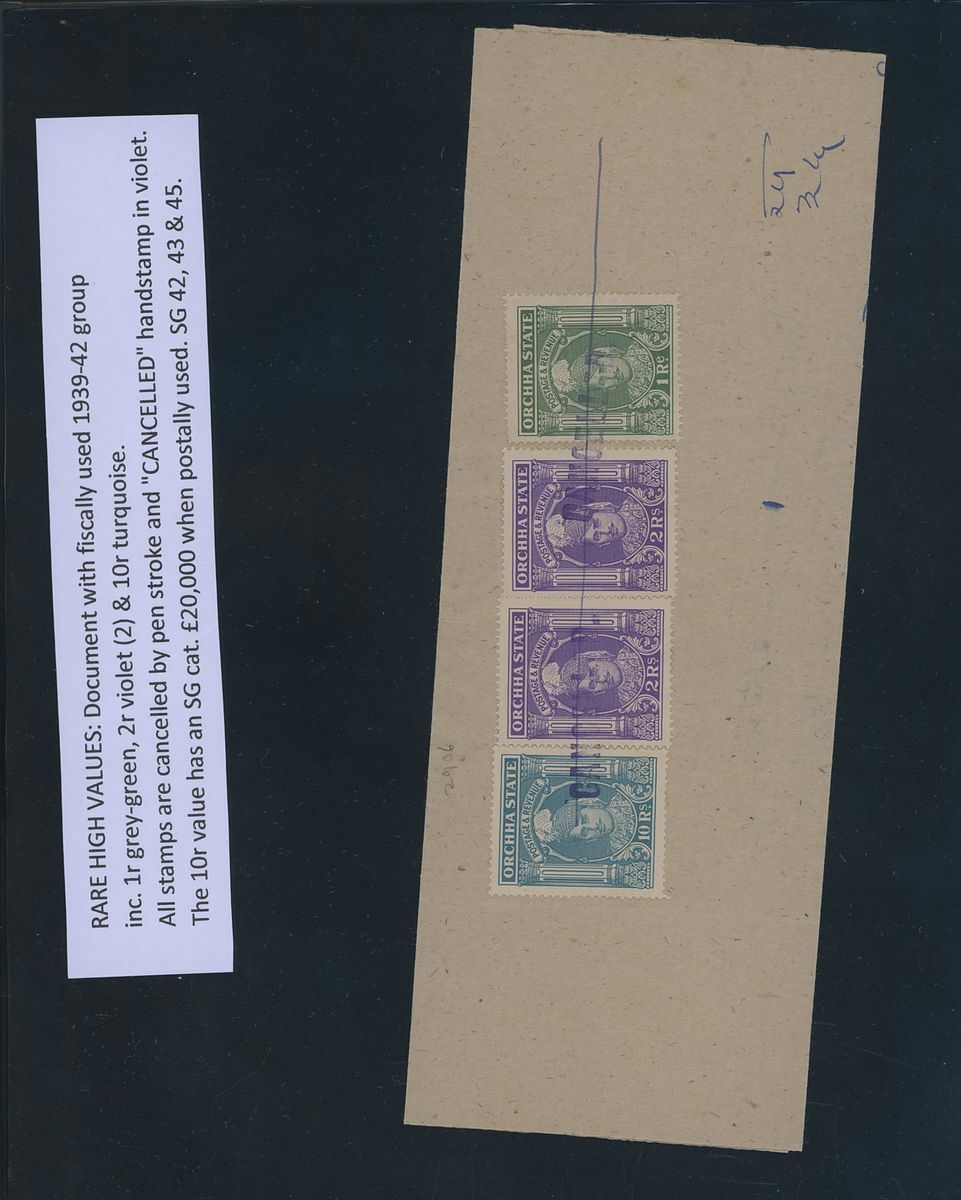 RARE HIGH VALUES: Document with fiscally used 1939-42 group
inc. 1r grey-green, 2r violet (2) & 10r turquoise.
All stamps are cancelled by pen stroke and "CANCELLED" handstamp in violet.
The 10r value has an SG cat. £20,000 when postally used. SG 42, 43 & 45.
ORCHHA STATE
POSTAGE & REVENUE
1 Re
ORCHHA STATE
POSTAGE & REVENUE
2 Rs
ORCHHA STATE
POSTAGE & REVENUE
2 Rs
ORCHHA STATE
POSTAGE & REVENUE
10 Rs
2906